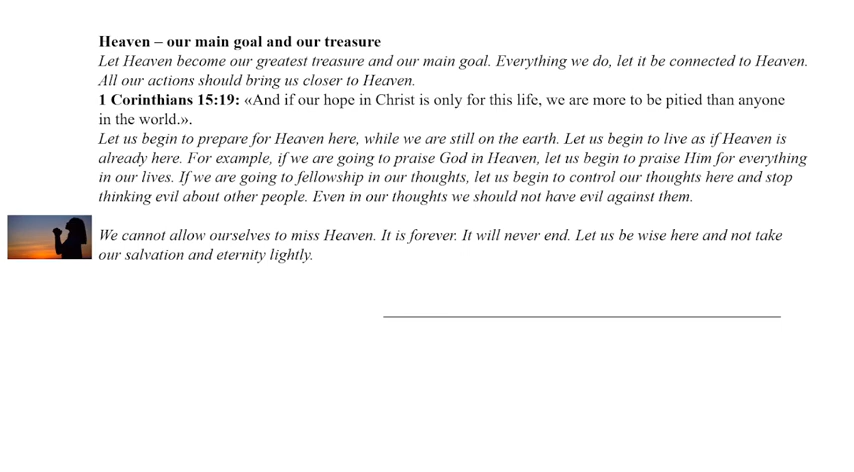 Heaven – our main goal and our treasure
Let Heaven become our greatest treasure and our main goal. Everything we do, let it be connected to Heaven.
All our actions should bring us closer to Heaven.
1 Corinthians 15:19: «And if our hope in Christ is only for this life, we are more to be pitied than anyone
in the world.».
Let us begin to prepare for Heaven here, while we are still on the earth. Let us begin to live as if Heaven is
already here. For example, if we are going to praise God in Heaven, let us begin to praise Him for everything
in our lives. If we are going to fellowship in our thoughts, let us begin to control our thoughts here and stop
thinking evil about other people. Even in our thoughts we should not have evil against them.
We cannot allow ourselves to miss Heaven. It is forever. It will never end. Let us be wise here and not take
our salvation and eternity lightly.